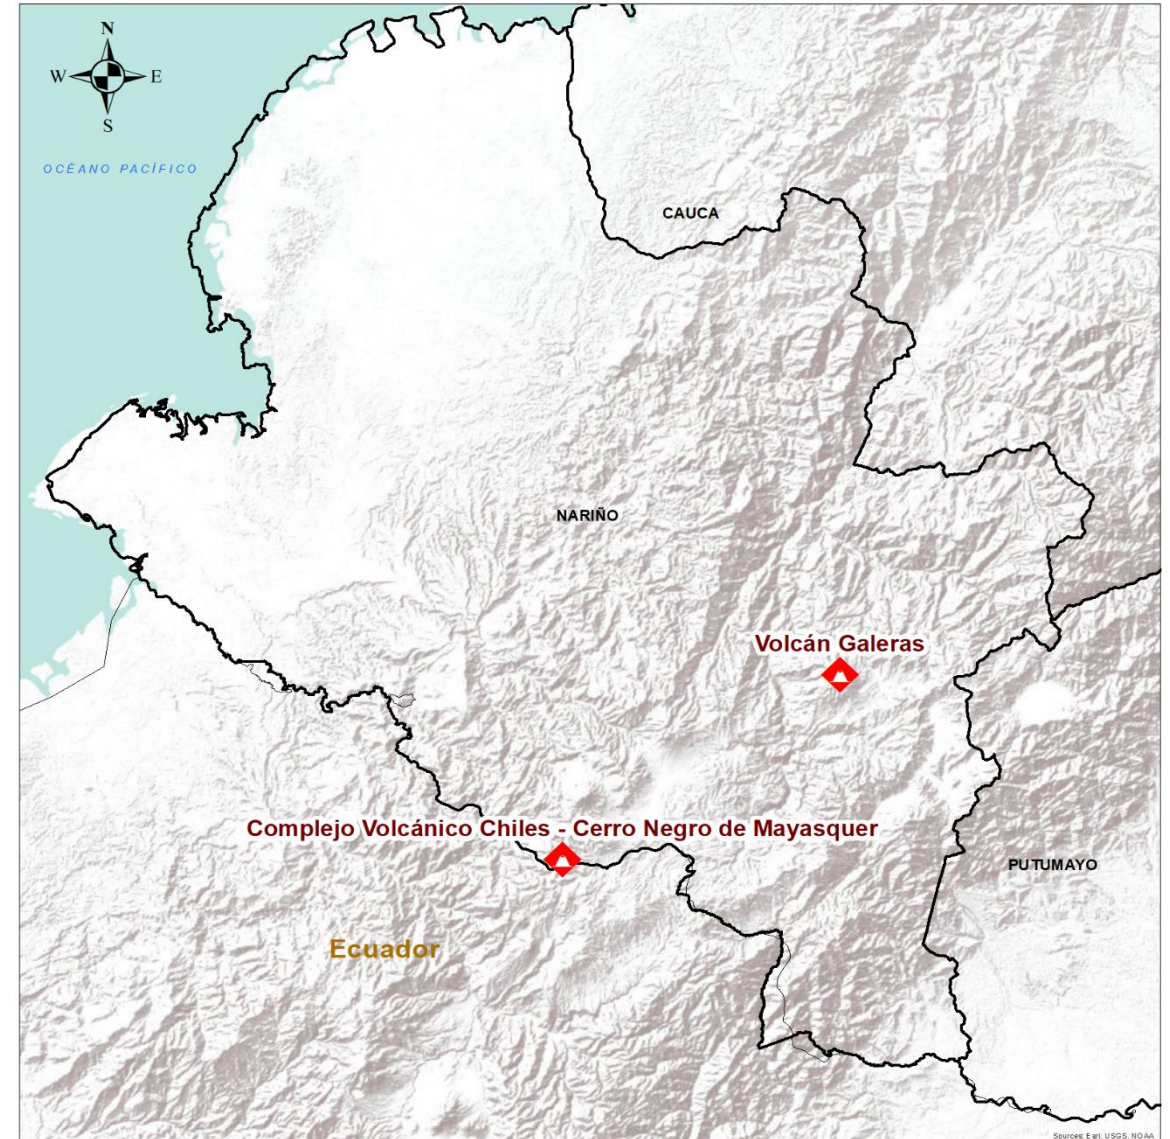 N
W E
S
OCÉANO PACÍFICO
CAUCA
NARIÑO
Volcán Galeras
Complejo Volcánico Chiles - Cerro Negro de Mayasquer
PUTUMAYO
Ecuador
Sources: Esri, USGS, NOAA